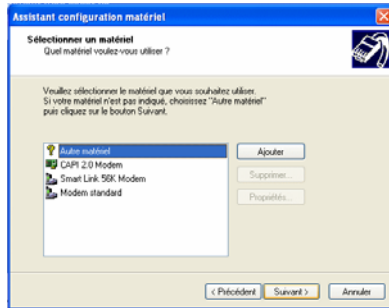 Assistant configuration matériel
Sélectionner un matériel
Quel matériel voulez-vous utiliser ?
Veuillez sélectionner le matériel que vous souhaitez utiliser.
Si votre matériel n'est pas indiqué, choisissez "Autre matériel"
puis cliquez sur le bouton Suivant.
Autre matériel
CAPI 2.0 Modem
Smart Link 56K Modem
Modem standard
Ajouter
Supprimer...
Propriétés...
< Précédent
Suivant >
Annuler